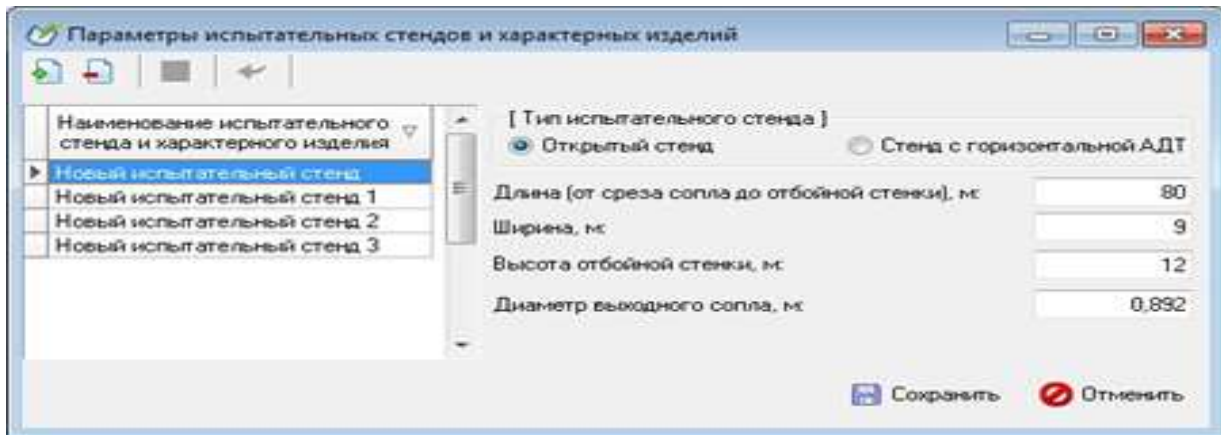 Параметры испытательных стендов и характерных изделий
Наименование испытательного
стенда и характерного изделия
Новый испытательный стенд
Новый испытательный стенд 1
Новый испытательный стенд 2
Новый испытательный стенд 3
[ Тип испытательного стенда ]
Открытый стенд
Стенд с горизонтальной АДТ
Длина (от среза сопла до отбойной стенки), м: 80
Ширина, м: 9
Высота отбойной стенки, м: 12
Диаметр выходного сопла, м: 0,892
Сохранить
Отменить